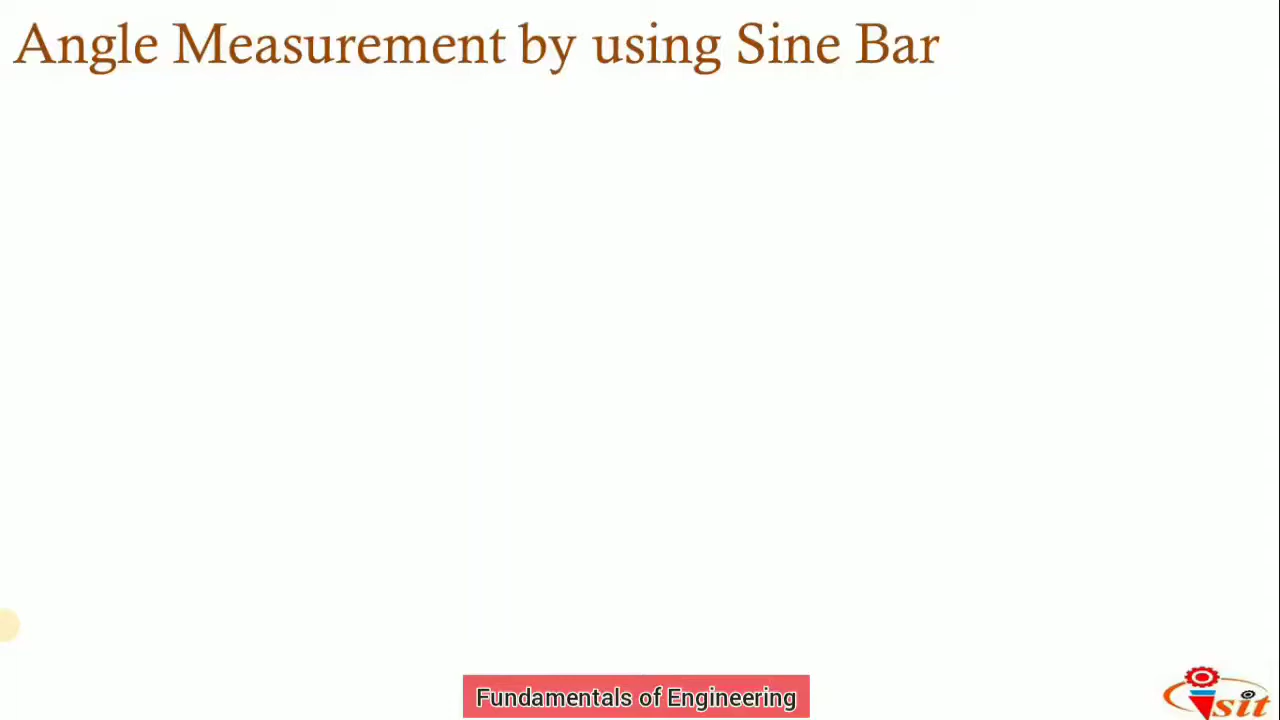 Angle Measurement by using Sine Bar
Fundamentals of Engineering
sit